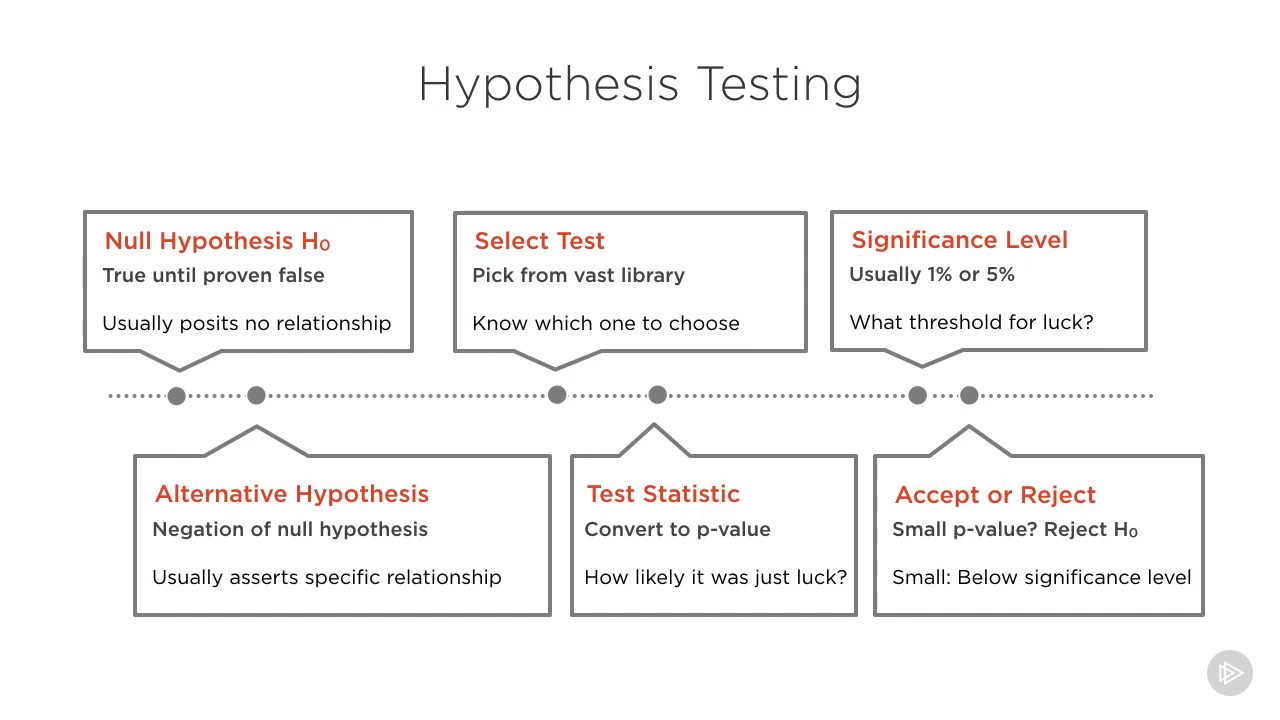 Hypothesis Testing
Null Hypothesis H₀
True until proven false
Usually posits no relationship
Alternative Hypothesis
Negation of null hypothesis
Usually asserts specific relationship
Select Test
Pick from vast library
Know which one to choose
Test Statistic
Convert to p-value
How likely it was just luck?
Significance Level
Usually 1% or 5%
What threshold for luck?
Accept or Reject
Small p-value? Reject H₀
Small: Below significance level